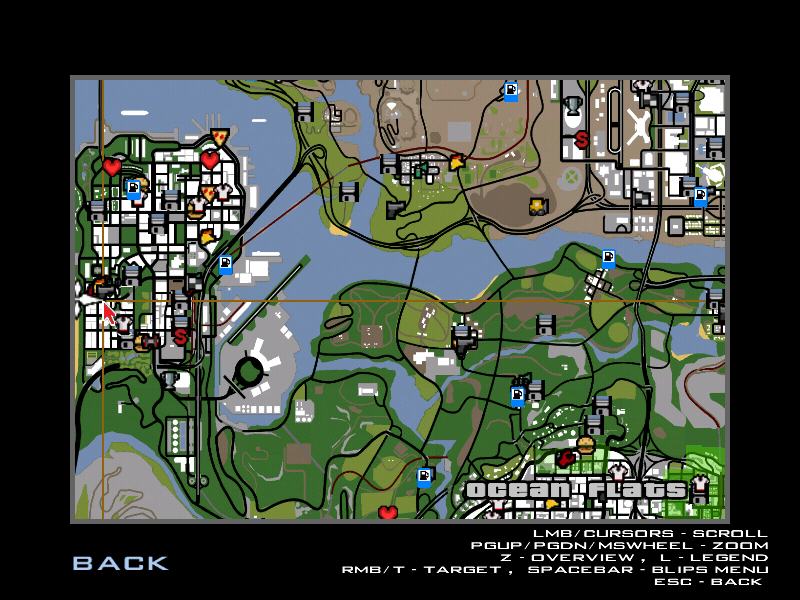 Ocean Flats
LMB/CURSORS - SCROLL
PGUP/PGDN/MSWHEEL - ZOOM
Z - OVERVIEW , L - LEGEND
RMB/T - TARGET , SPACEBAR - BLIPS MENU
ESC - BACK
BACK